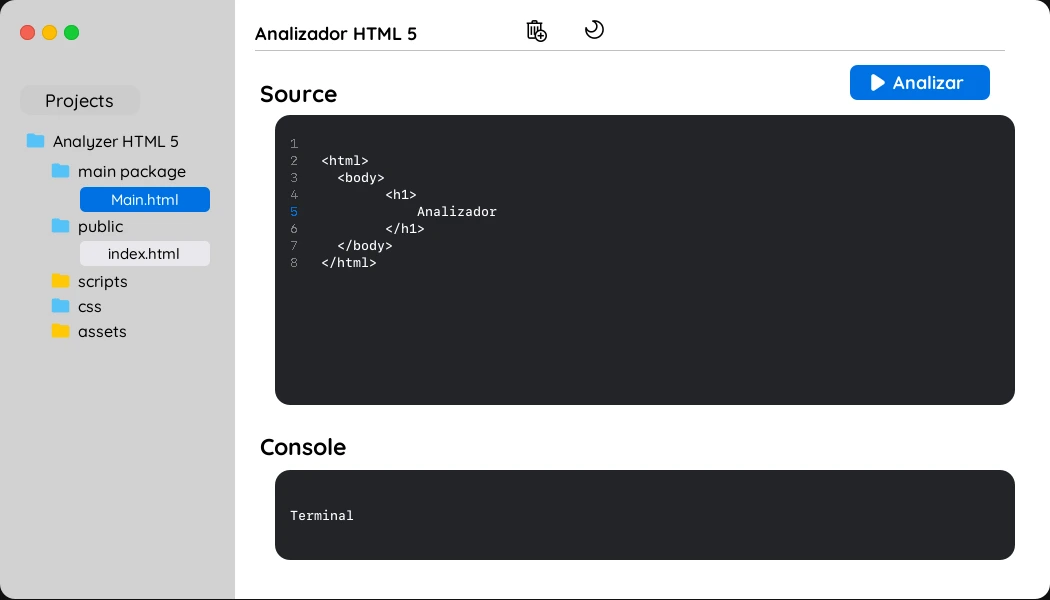 Analizador HTML 5
Projects
Analyzer HTML 5
main package
Main.html
public
index.html
scripts
css
assets
Source
Analizar
1
2 <html>
3 <body>
4 <h1>
5 Analizador
6 </h1>
7 </body>
8 </html>
Console
Terminal